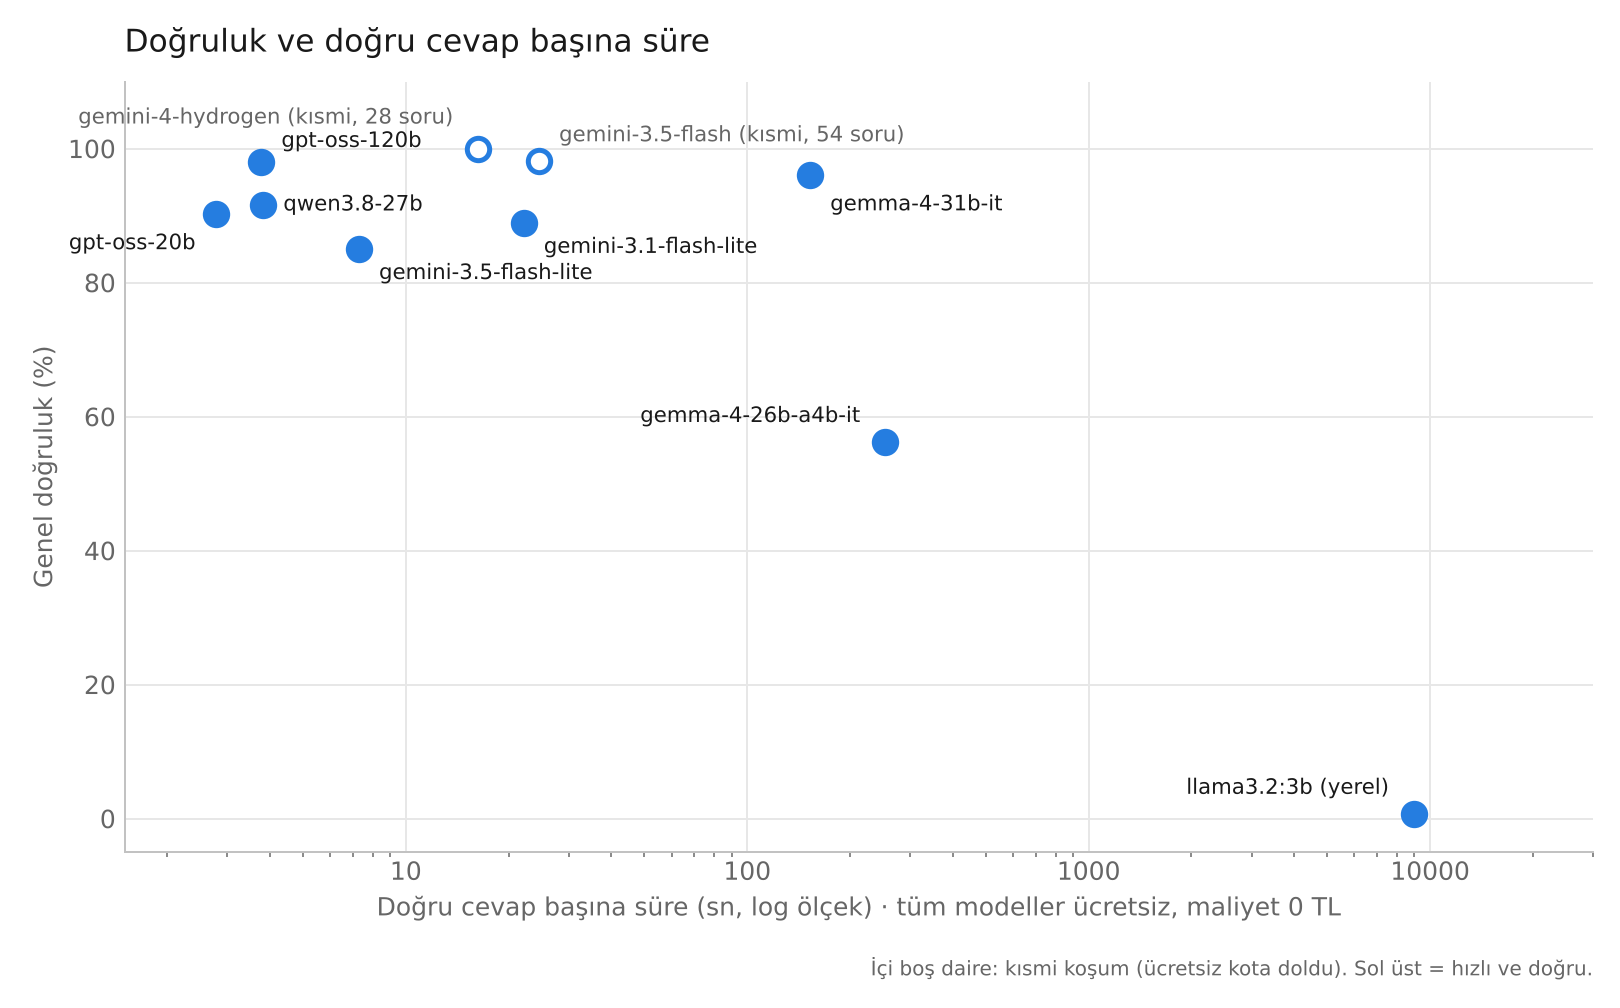 Doğruluk ve doğru cevap başına süre
gemini-4-hydrogen (kısmi, 28 soru)
gpt-oss-120b
gemini-3.5-flash (kısmi, 54 soru)
gemma-4-31b-it
qwen3.8-27b
gpt-oss-20b
gemini-3.1-flash-lite
gemini-3.5-flash-lite
gemma-4-26b-a4b-it
llama3.2:3b (yerel)
Genel doğruluk (%)
100
80
60
40
20
0
10 100 1000 10000
Doğru cevap başına süre (sn, log ölçek) · tüm modeller ücretsiz, maliyet 0 TL
İçi boş daire: kısmi koşum (ücretsiz kota doldu). Sol üst = hızlı ve doğru.